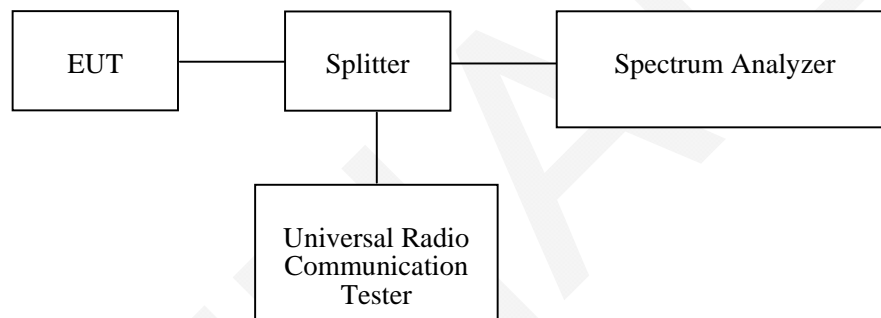 EUT
Splitter
Spectrum Analyzer
Universal Radio
Communication
Tester